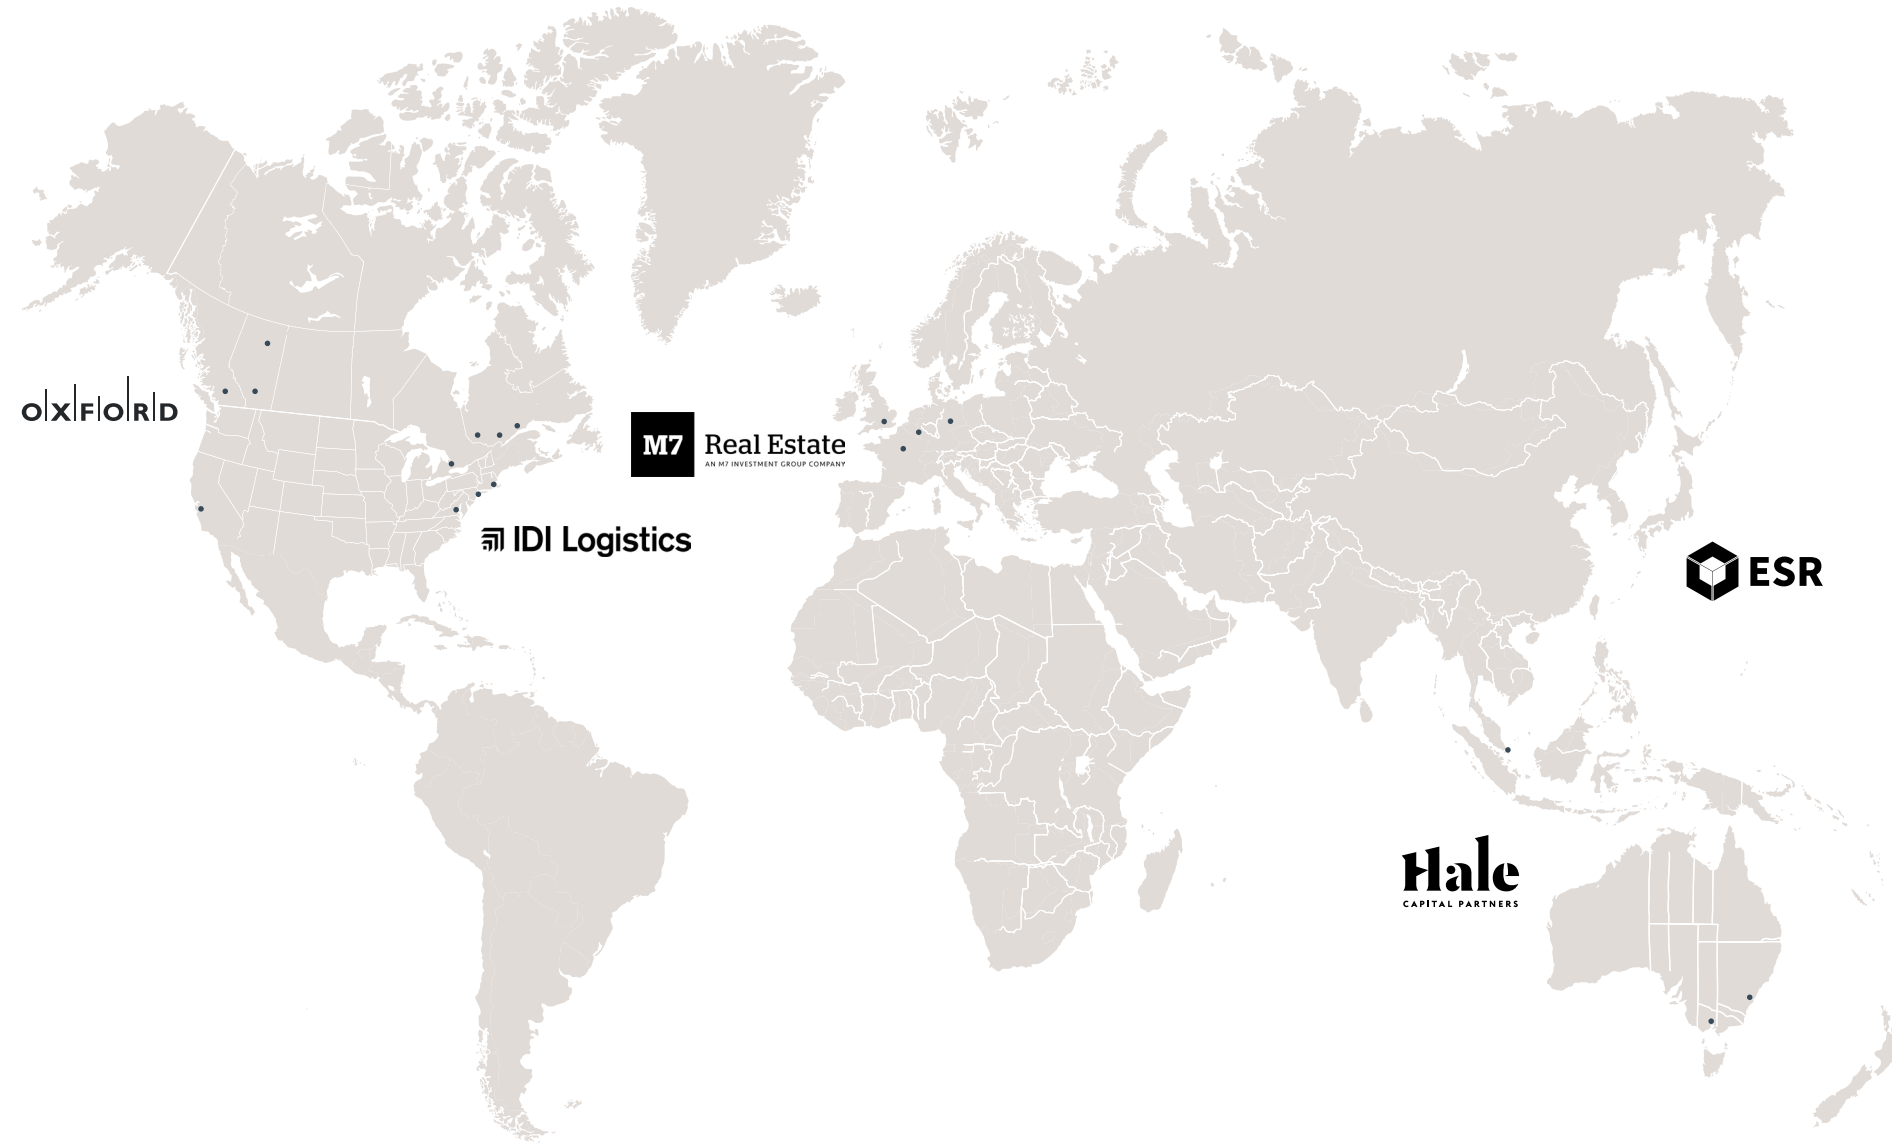 OXFORD
M7 Real Estate
AN M7 INVESTMENT GROUP COMPANY
IDI Logistics
ESR
Hale
CAPITAL PARTNERS